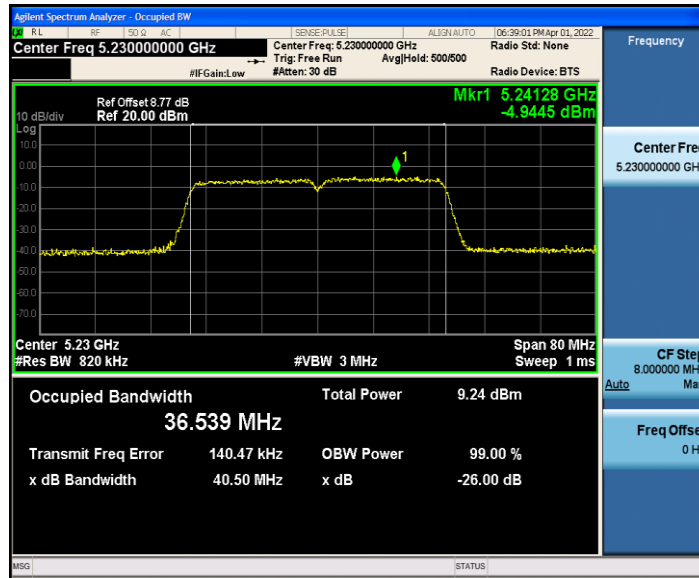 Agilent Spectrum Analyzer - Occupied BW
RL RF 50 Ω AC SENSE:PULSE ALIGN AUTO 06:39:01 PM Apr 01, 2022
Center Freq 5.230000000 GHz
Center Freq: 5.230000000 GHz
Radio Std: None
Trig: Free Run Avg|Hold: 500/500
#IFGain:Low #Atten: 30 dB Radio Device: BTS
Ref Offset 8.77 dB
10 dB/div Ref 20.00 dBm
Mkr1 5.24128 GHz
-4.9445 dBm
Log
10.0
0.00
-10.0
-20.0
-30.0
-40.0
-50.0
-60.0
-70.0
1
Center 5.23 GHz Span 80 MHz
#Res BW 820 kHz #VBW 3 MHz Sweep 1 ms
Occupied Bandwidth Total Power 9.24 dBm
36.539 MHz
Transmit Freq Error 140.47 kHz OBW Power 99.00 %
x dB Bandwidth 40.50 MHz x dB -26.00 dB
MSG STATUS
Frequency
Center Fre
5.230000000 GH
CF Ste
8.000000 MH
Auto Ma
Freq Offse
0 H